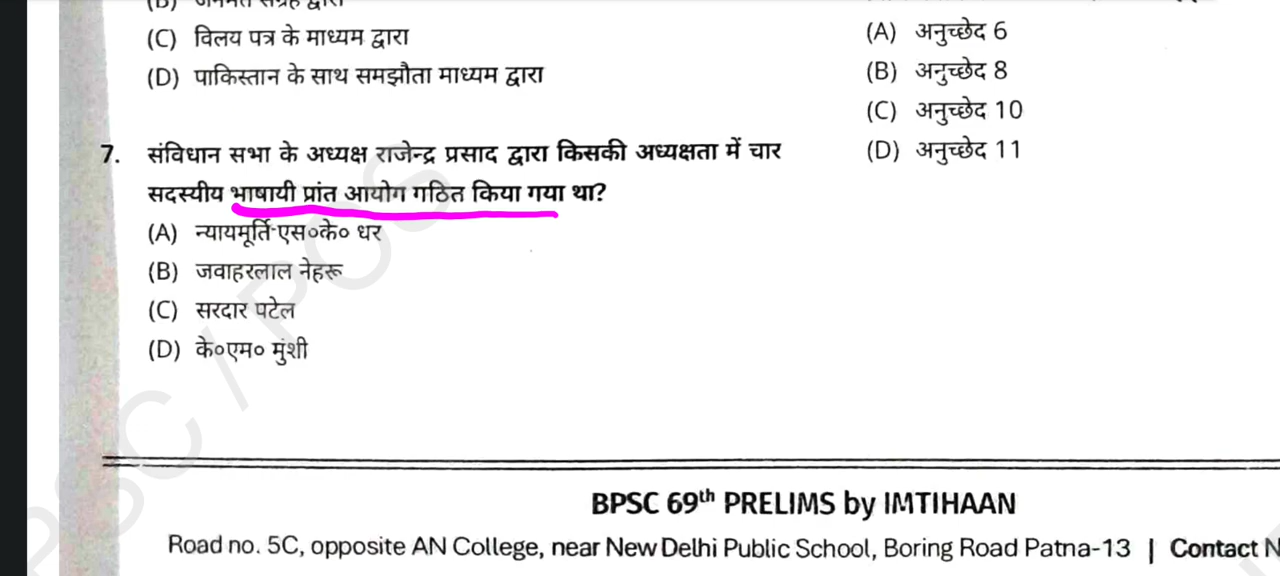 (C) विलय पत्र के माध्यम द्वारा
(D) पाकिस्तान के साथ समझौता माध्यम द्वारा
7. संविधान सभा के अध्यक्ष राजेन्द्र प्रसाद द्वारा किसकी अध्यक्षता में चार
सदस्यीय भाषायी प्रांत आयोग गठित किया गया था?
(A) न्यायमूर्ति एस०के० धर
(B) जवाहरलाल नेहरू
(C) सरदार पटेल
(D) के०एम० मुंशी
(A) अनुच्छेद 6
(B) अनुच्छेद 8
(C) अनुच्छेद 10
(D) अनुच्छेद 11
BPSC 69th PRELIMS by IMTIHAAN
Road no. 5C, opposite AN College, near New Delhi Public School, Boring Road Patna-13 | Contact